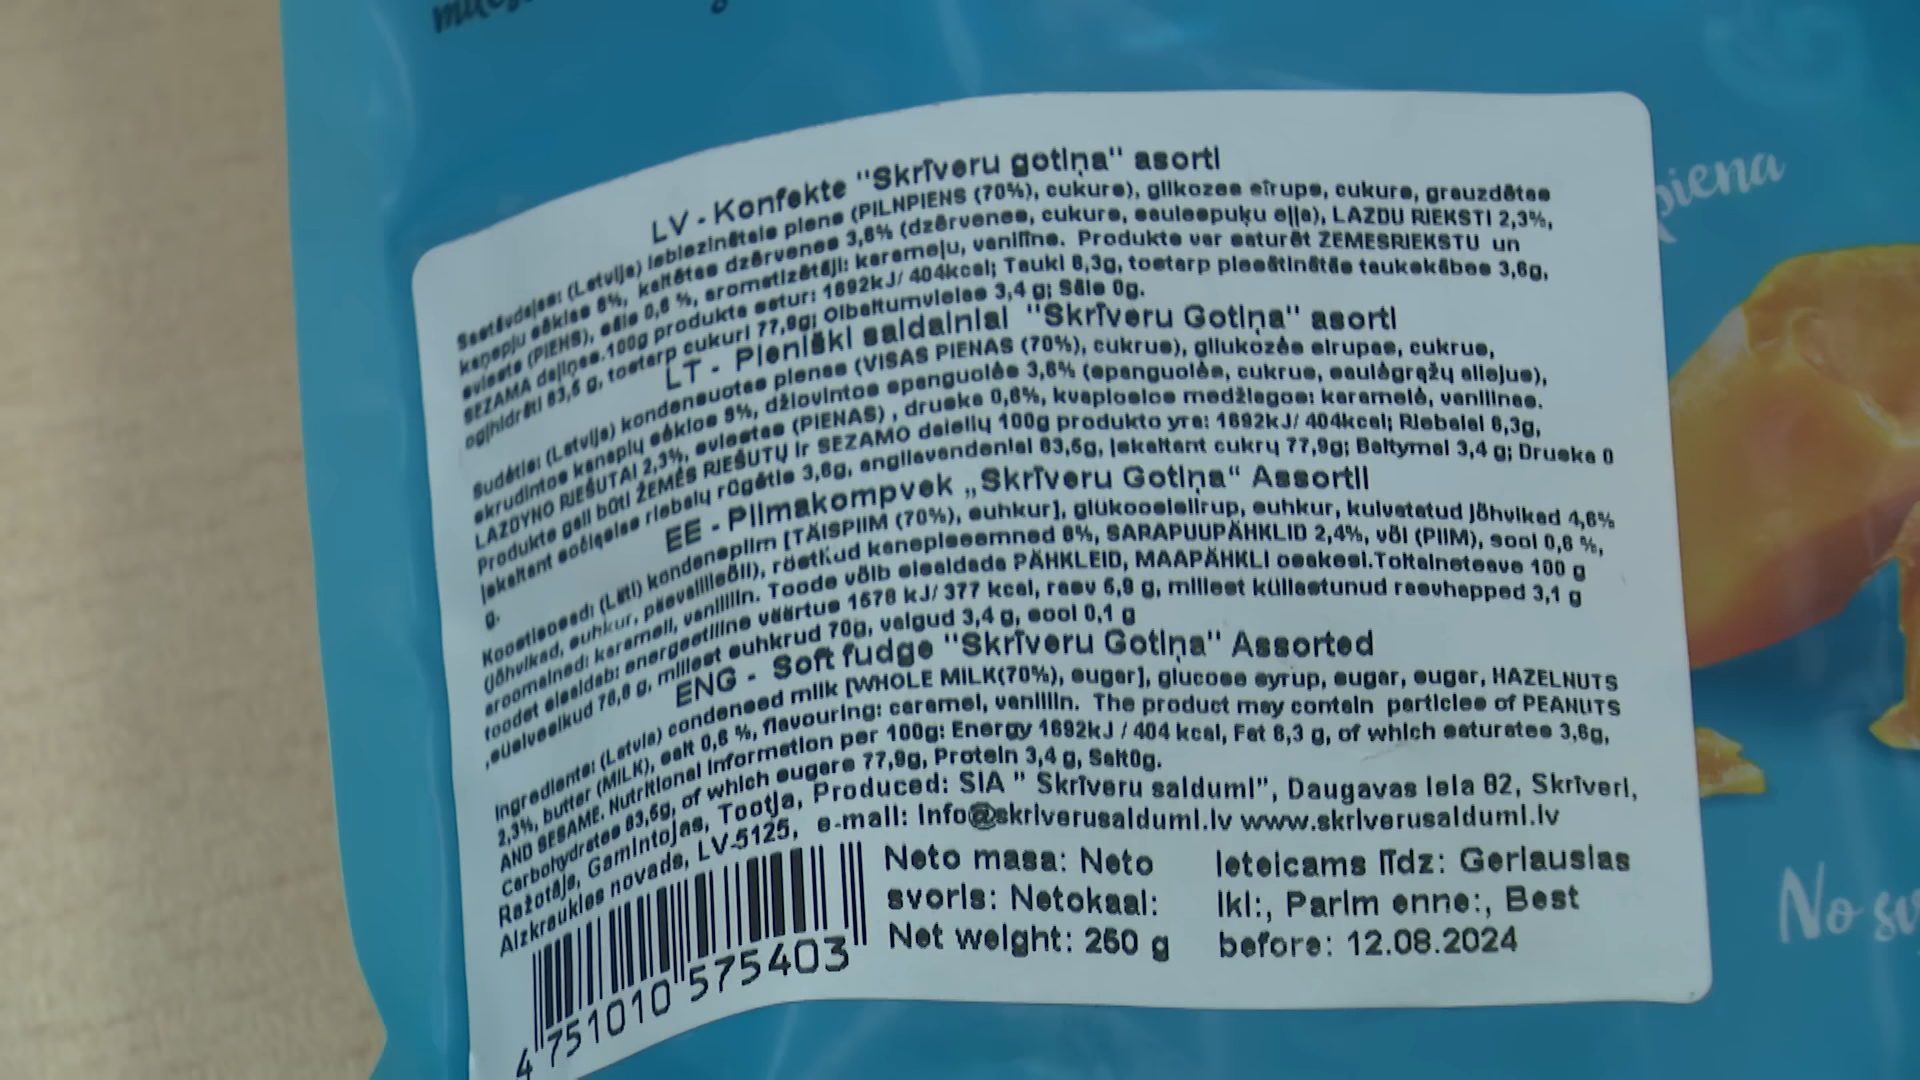 LV - Konfekte "Skrīveru gotiņa" asorti
Sastāvdaļas: (Latvija) iebiezināts piens (PILNPIENS (70%), cukurs), glikozes sīrups, cukurs, grauzdētas
kaņepju sēklas 8%, kaltētas dzērvenes 3,6% (dzērvenes, cukurs, saulespuķu eļļa), LAZDU RIEKSTI 2,3%,
sviests (PIENS), sāls 0,6 %, aromatizētāji: karameļu, vanilīns. Produkts var saturēt ZEMESRIEKSTU un
SEZAMA daļiņas.100g produkta satur: 1692kJ/ 404kcal; Tauki 6,3g, tostarp piesātinātās taukskābes 3,6g,
ogļhidrāti 83,5 g, tostarp cukuri 77,9g; Olbaltumvielas 3,4 g; Sāls 0g.
LT - Pieniški saldainiai "Skrīveru Gotiņa" asorti
Sudėtis: (Latvija) kondensuotas pienas (VISAS PIENAS (70%), cukrus), gliukozės sirupas, cukrus,
skrudintos kanapių sėklos 8%, džiovintos spanguolės 3,6% (spanguolės, cukrus, saulėgrąžų aliejus),
LAZDYNO RIEŠUTAI 2,3%, sviestas (PIENAS) , druska 0,6%, kvapiosios medžiagos: karamelė, vanilinas.
Produkte gali būti ŽEMĖS RIEŠUTŲ ir SEZAMO dalelių 100g produkto yra: 1692kJ/ 404kcal; Riebalai 6,3g,
įskaitant sočiąsias riebalų rūgštis 3,6g, angliavandeniai 83,5g, įskaitant cukrų 77,9g; Baltymai 3,4 g; Druska 0
g.
EE - Piimakompvek „Skrīveru Gotiņa“ Assortii
Koostisosad: (Läti) kondenspiim [TÄISPIIM (70%), suhkur], glükoosisiirup, suhkur, kuivatatud jõhvikad 4,6%
(jõhvikad, suhkur, päevalilleõli), röstitud kanepiseemned 8%, SARAPUUPÄHKLID 2,4%, või (PIIM), sool 0,6 %,
aroomained: karamell, vanilliin. Toode võib sisaldada PÄHKLEID, MAAPÄHKLI osakesi.Toitaineteave 100 g
toodet sisaldab: energeetiline väärtus 1578 kJ/ 377 kcal, rasv 5,9 g, millest küllastunud rasvhapped 3,1 g
,süsivesikud 78,8 g, millest suhkrud 70g, valgud 3,4 g, sool 0,1 g
ENG - Soft fudge "Skrīveru Gotiņa" Assorted
Ingredients: (Latvia) condensed milk [WHOLE MILK(70%), sugar], glucose syrup, sugar, sugar, HAZELNUTS
2,3%, butter (MILK), salt 0,6 %, flavouring: caramel, vanillin. The product may contain particles of PEANUTS
AND SESAME. Nutritional information per 100g: Energy 1692kJ / 404 kcal, Fat 6,3 g, of which saturates 3,6g,
Carbohydrates 83,5g, of which sugars 77,9g, Protein 3,4 g, Salt0g.
Ražotājs, Gamintojas, Tootja, Produced: SIA " Skrīveru saldumi", Daugavas iela 82, Skrīveri,
Aizkraukles novads, LV-5125, e-mail: info@skriverusaldumi.lv www.skriverusaldumi.lv
Neto masa: Neto
svoris: Netokaal:
Net weight: 260 g
Ieteicams līdz: Geriausias
iki:, Parim enne:, Best
before: 12.08.2024
4 751010 575403
piena
No